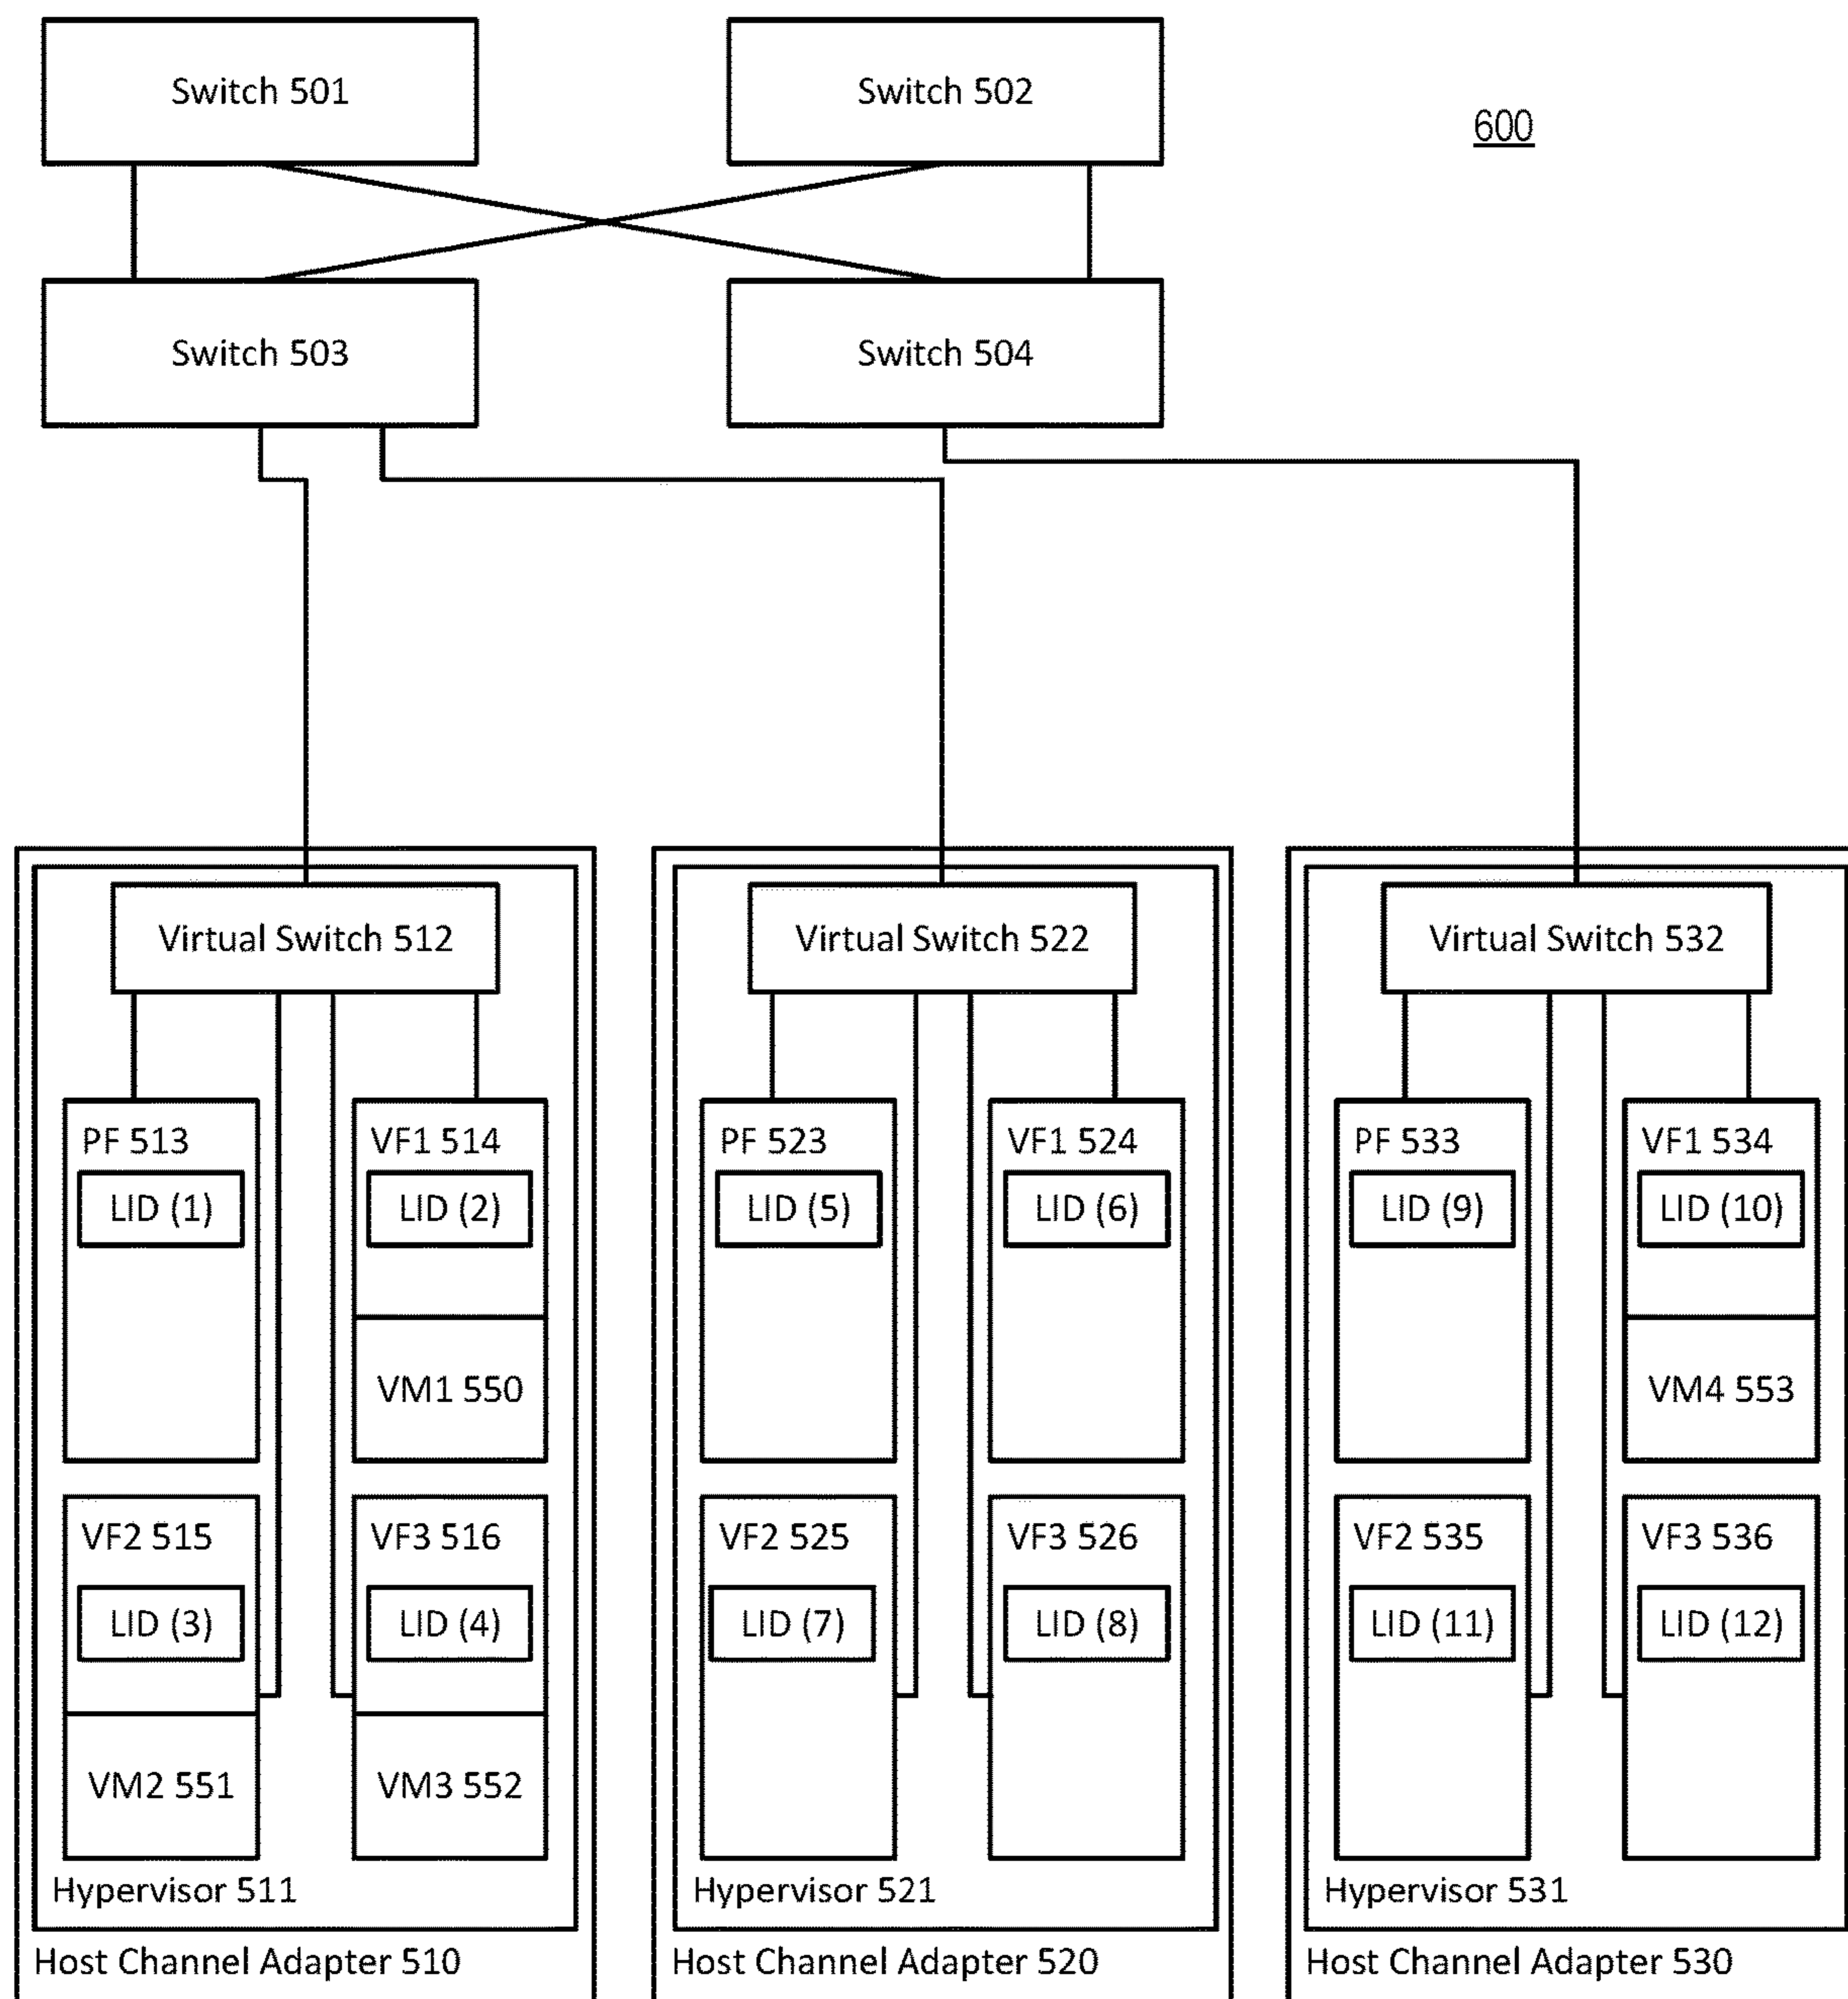 Switch 501
Switch 502
600
Switch 503
Switch 504
Virtual Switch 512
Virtual Switch 522
Virtual Switch 532
PF 513
LID (1)
VF1 514
LID (2)
VM1 550
VF2 515
LID (3)
VM2 551
VF3 516
LID (4)
VM3 552
Hypervisor 511
Host Channel Adapter 510
PF 523
LID (5)
VF1 524
LID (6)
VF2 525
LID (7)
VF3 526
LID (8)
Hypervisor 521
Host Channel Adapter 520
PF 533
LID (9)
VF1 534
LID (10)
VM4 553
VF2 535
LID (11)
VF3 536
LID (12)
Hypervisor 531
Host Channel Adapter 530